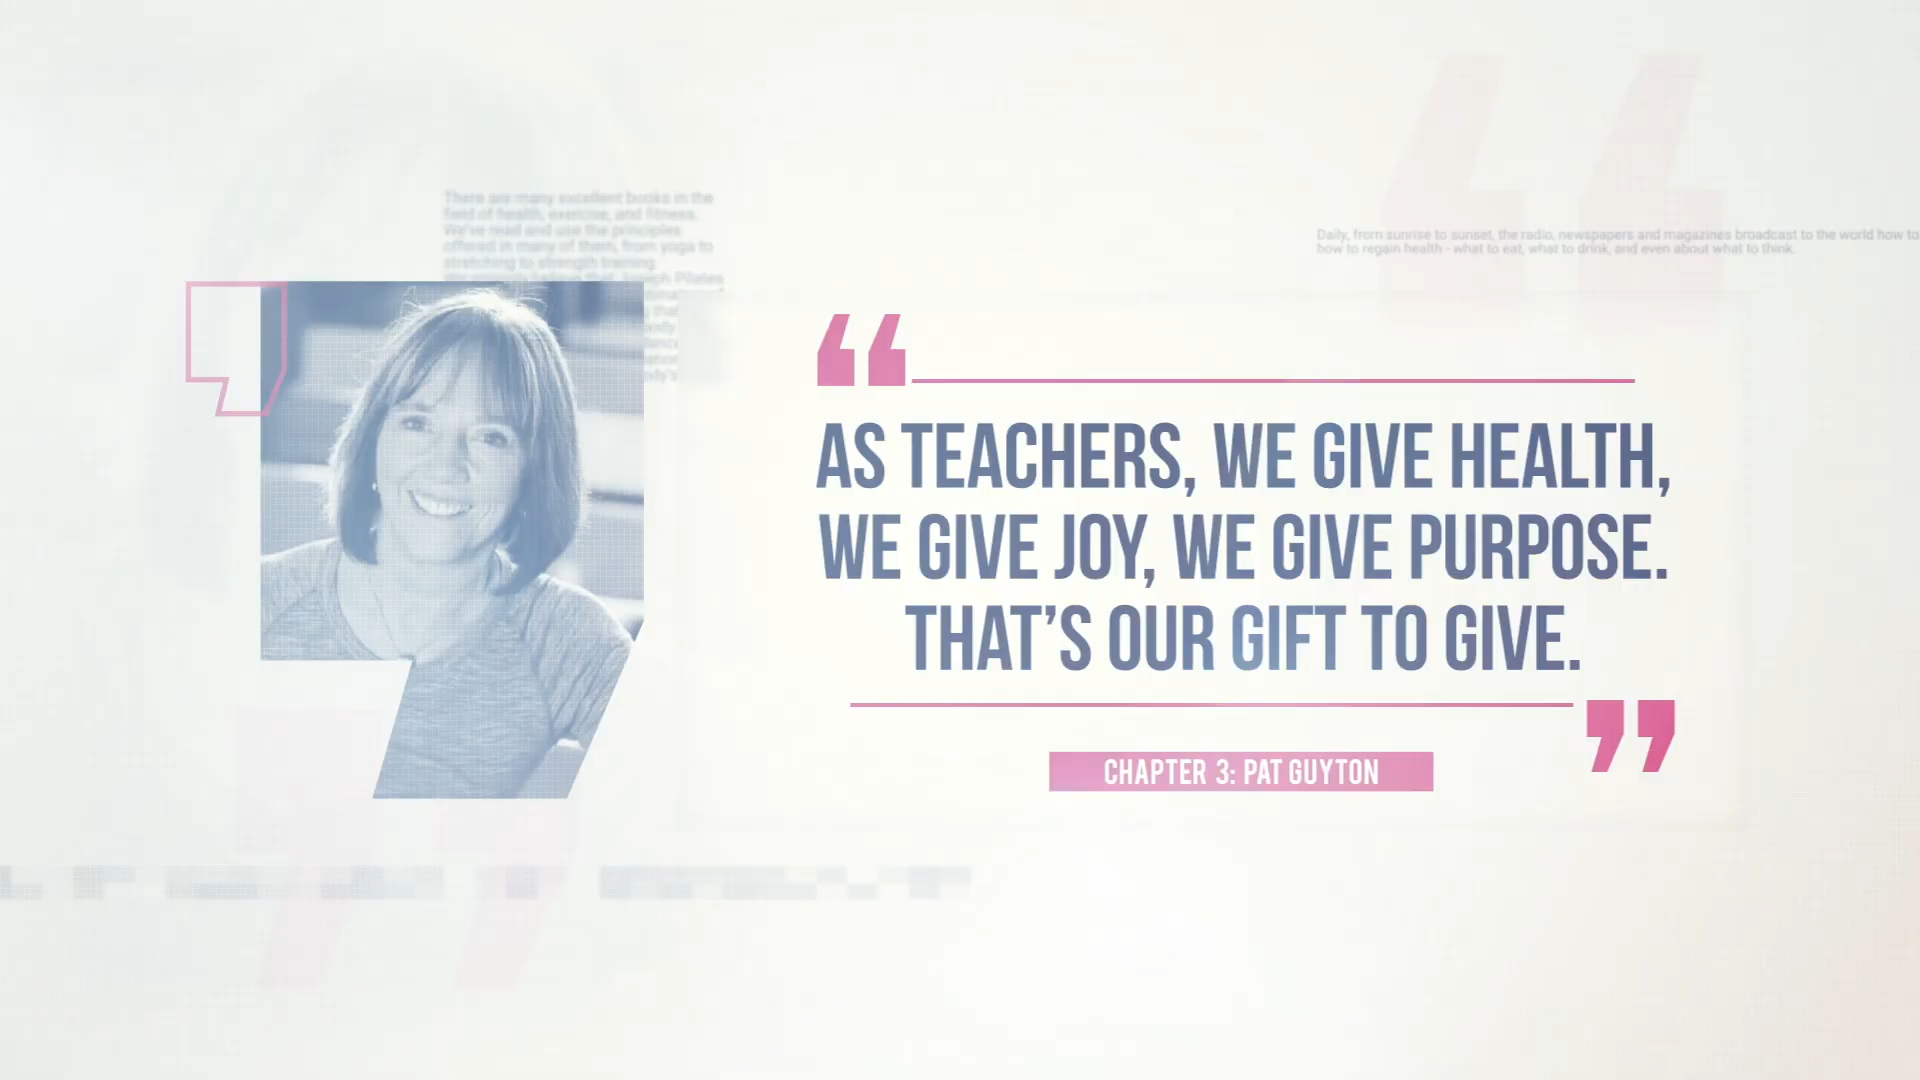 There are many excellent books in the
field of health, exercise, and fitness.
We've read and use the principles
offered in many of them, from yoga to
stretching to strength training.
Joseph Pilates
Daily, from sunrise to sunset, the radio, newspapers and magazines broadcast to the world how to
how to regain health - what to eat, what to drink, and even about what to think.
“
AS TEACHERS, WE GIVE HEALTH,
WE GIVE JOY, WE GIVE PURPOSE.
THAT’S OUR GIFT TO GIVE.
”
CHAPTER 3: PAT GUYTON